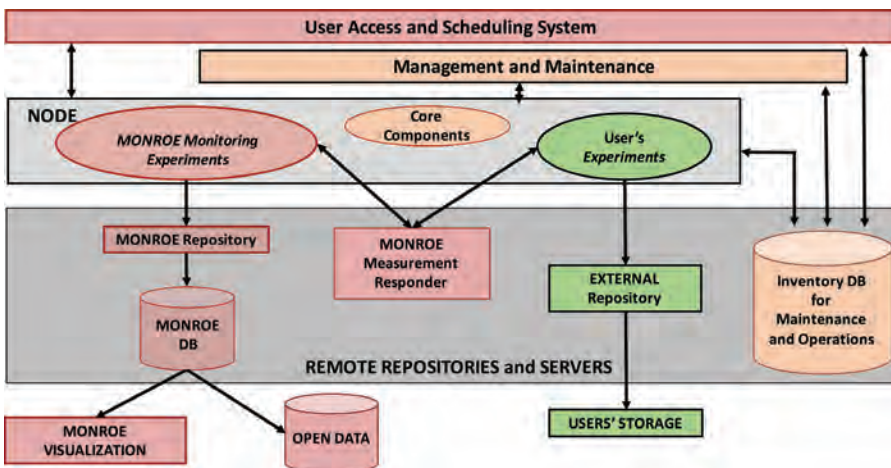 User Access and Scheduling System
Management and Maintenance
NODE
MONROE Monitoring
Experiments
Core
Components
User's
Experiments
MONROE Repository
MONROE
Measurement
Responder
EXTERNAL
Repository
Inventory DB
for
Maintenance
and Operations
MONROE
DB
REMOTE REPOSITORIES and SERVERS
MONROE
VISUALIZATION
OPEN DATA
USERS' STORAGE